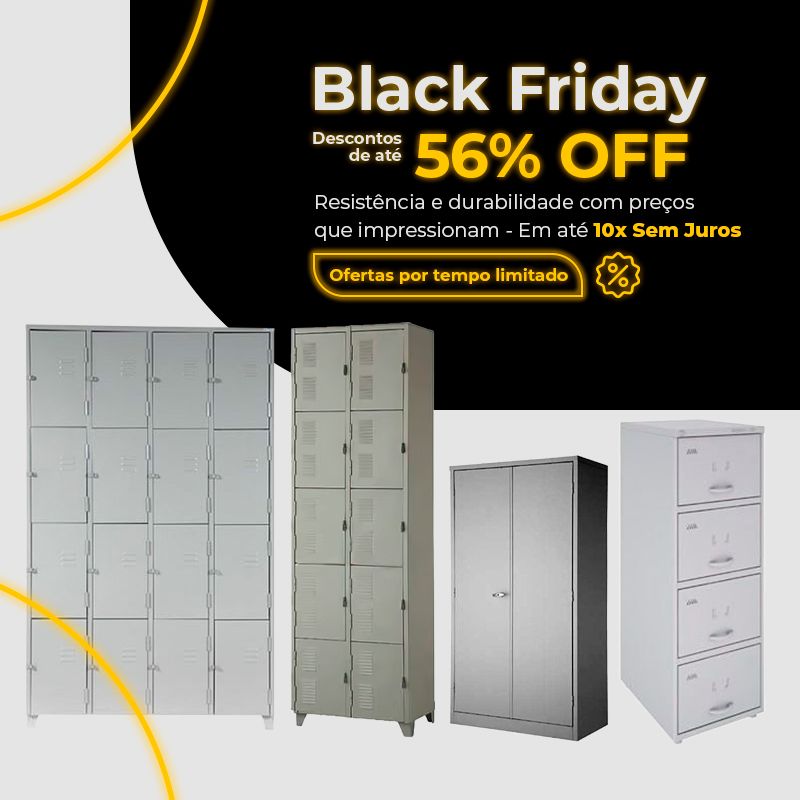 Black Friday
Descontos
de até
56% OFF
Resistência e durabilidade com preços
que impressionam - Em até 10x Sem Juros
Ofertas por tempo limitado
%